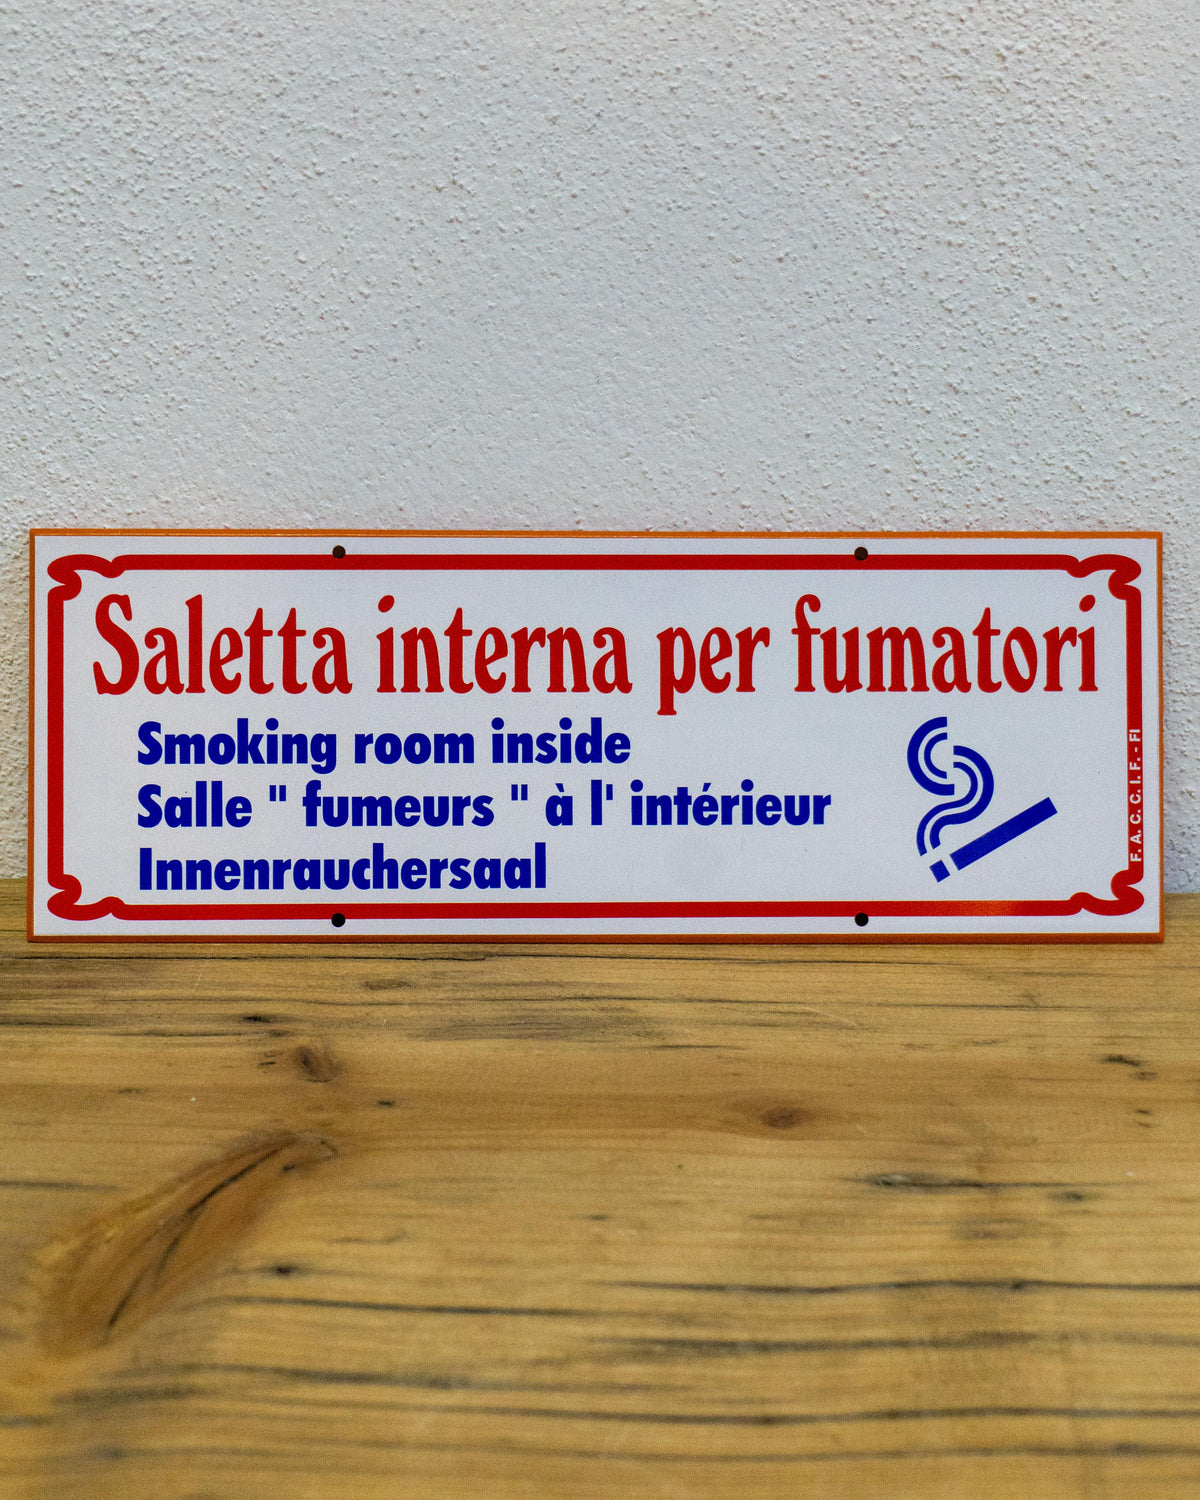 Saletta interna per fumatori
Smoking room inside
Salle " fumeurs " à l' intérieur
Innenrauchersaal
F. A. C. C. I. F. - FI